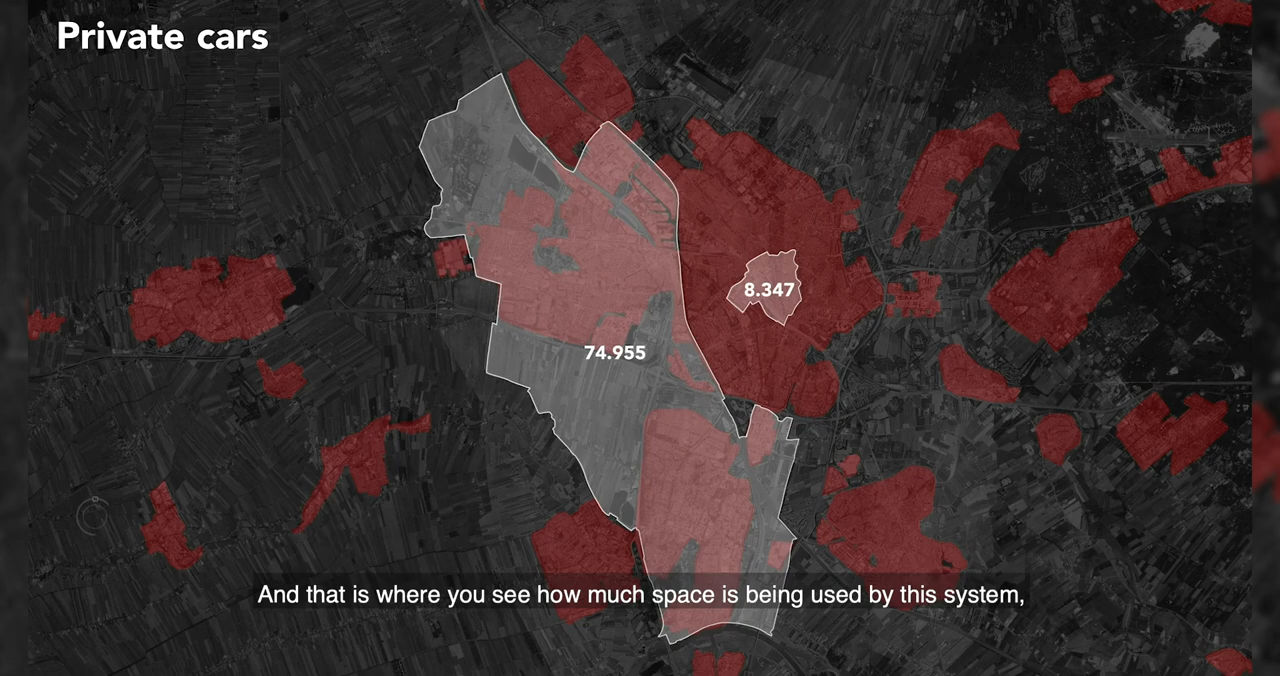 Private cars
8.347
74.955
And that is where you see how much space is being used by this system,